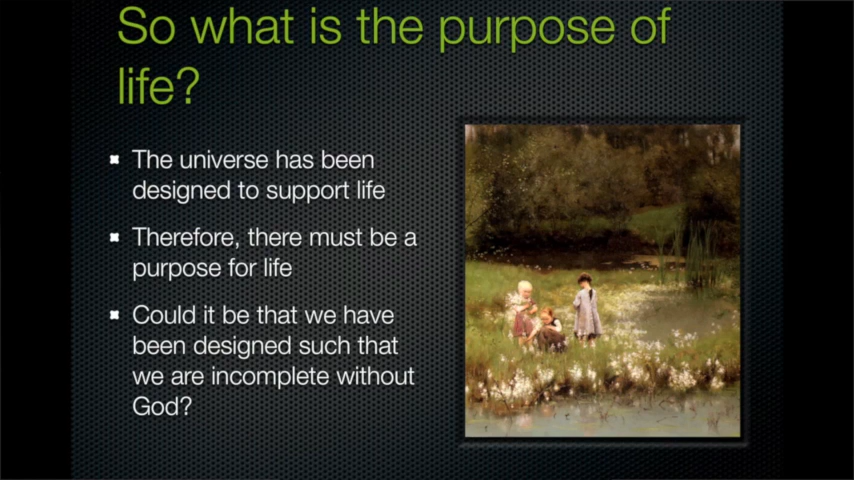 So what is the purpose of
life?
The universe has been
designed to support life
Therefore, there must be a
purpose for life
Could it be that we have
been designed such that
we are incomplete without
God?